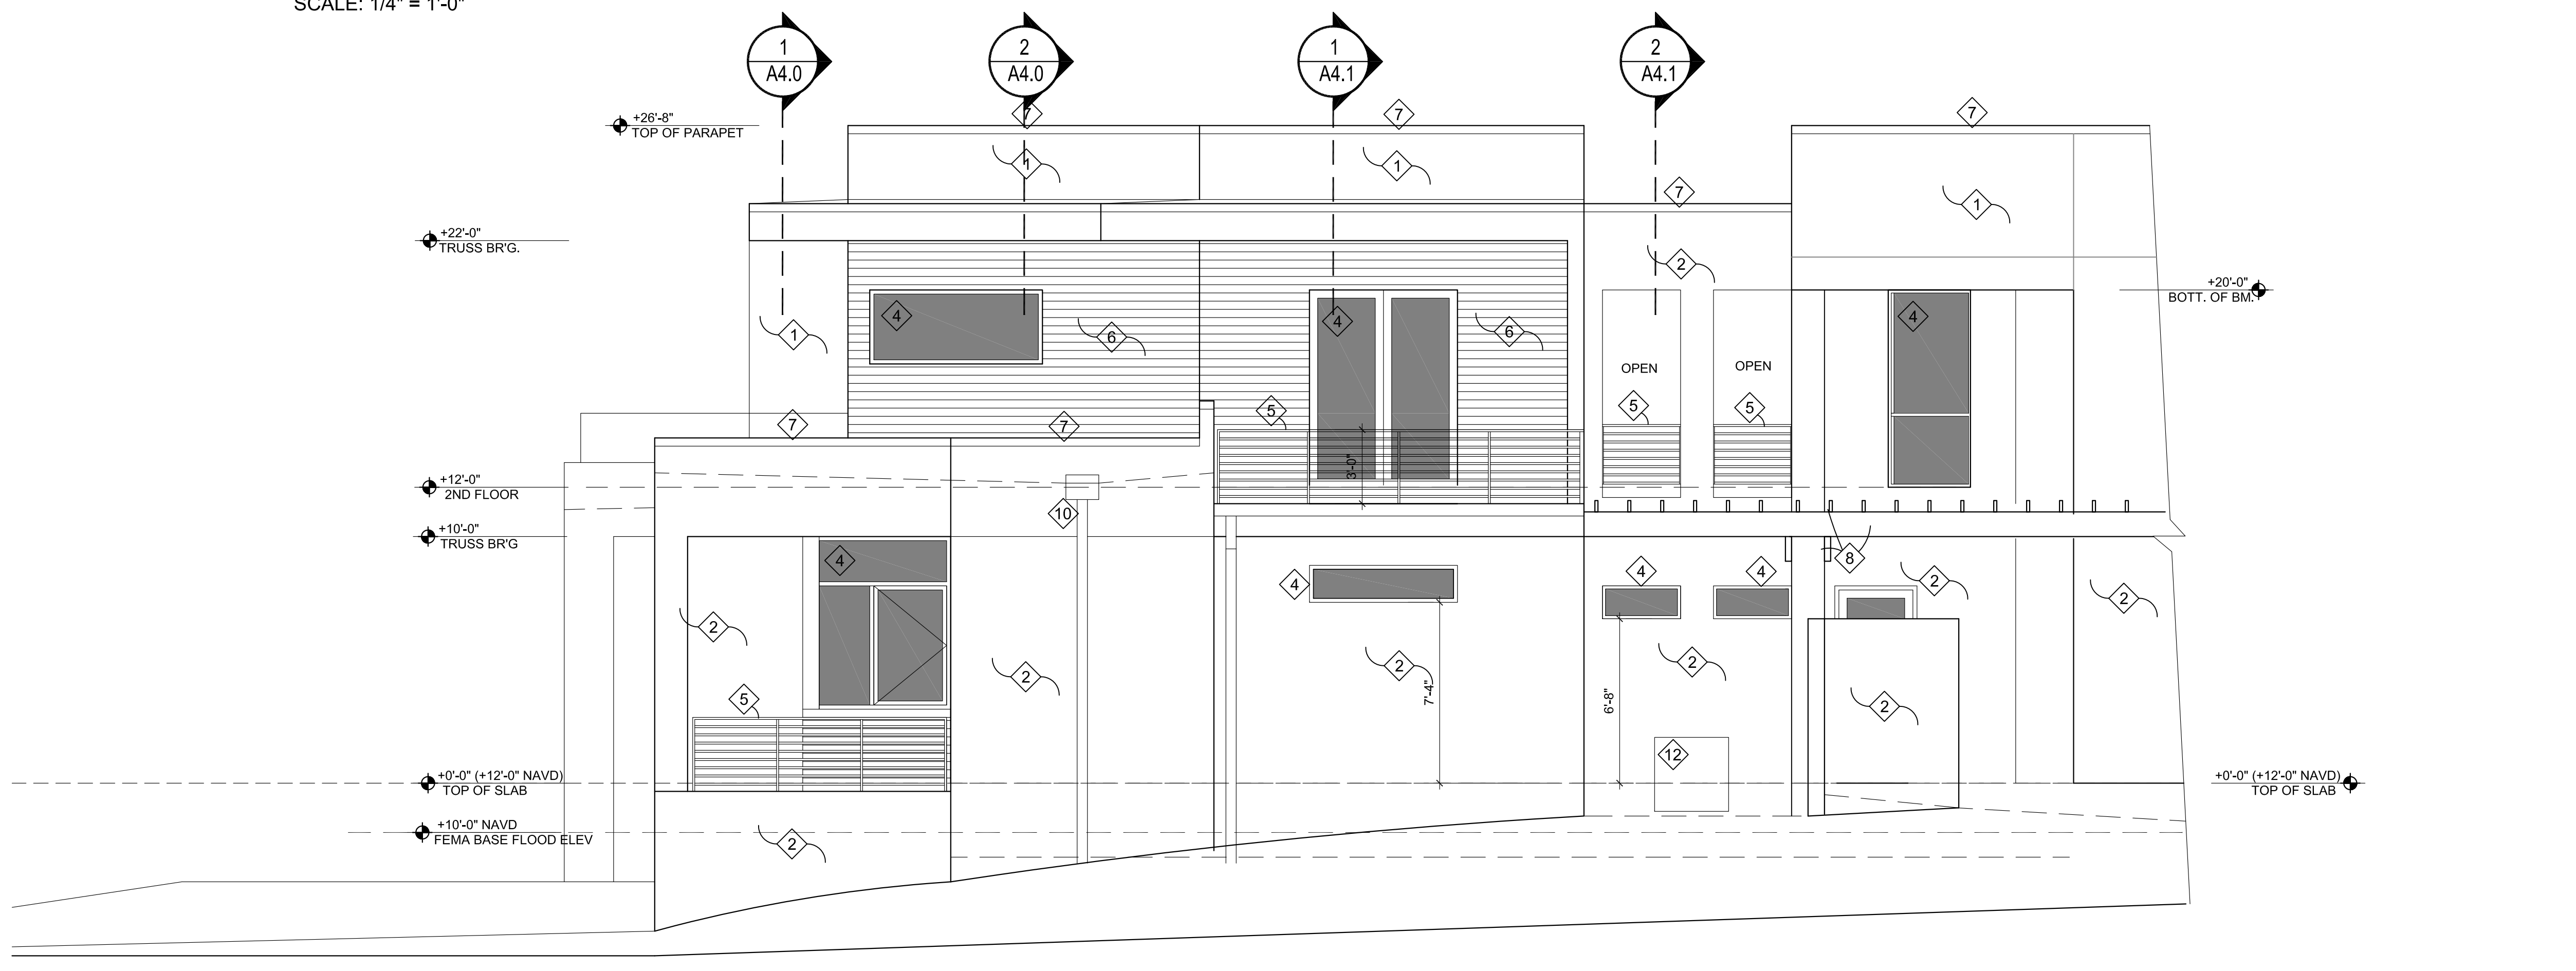 SCALE: 1/4" = 1'-0"
1
A4.0
2
A4.0
1
A4.1
2
A4.1
7
7
7
+26'-8"
TOP OF PARAPET
1
1
7
1
+22'-0"
TRUSS BR'G.
2
+20'-0"
BOTT. OF BM.
4
4
4
1
6
6
OPEN
OPEN
5
5
5
7
7
3'-0"
+12'-0"
2ND FLOOR
10
+10'-0"
TRUSS BR'G
4
4
4
4
8
2
2
2
2
2
2
7'-4"
6'-8"
5
2
12
+0'-0" (+12'-0" NAVD)
TOP OF SLAB
+0'-0" (+12'-0" NAVD)
TOP OF SLAB
+10'-0" NAVD
FEMA BASE FLOOD ELEV
2